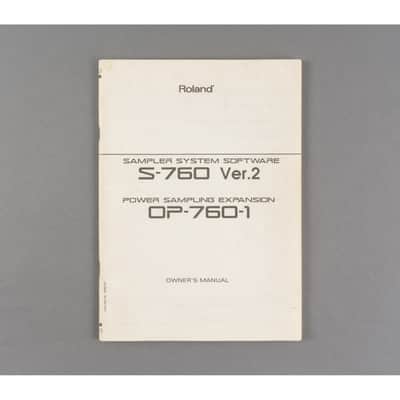 Roland
SAMPLER SYSTEM SOFTWARE
S-760 Ver.2
POWER SAMPLING EXPANSION
OP-760-1
OWNER'S MANUAL